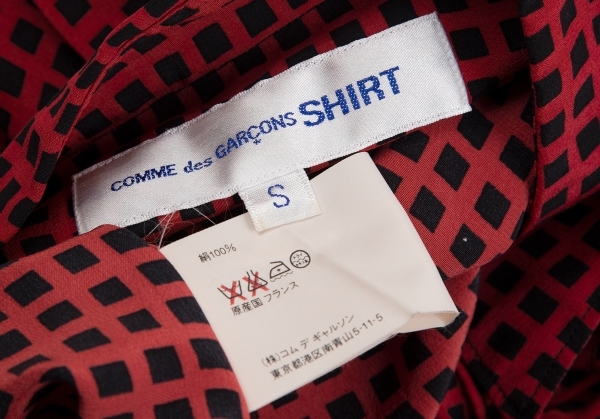 COMME des GARÇONS SHIRT
S
絹100%
原産国 フランス
(株)コム デ ギャルソン
東京都港区南青山5-11-5